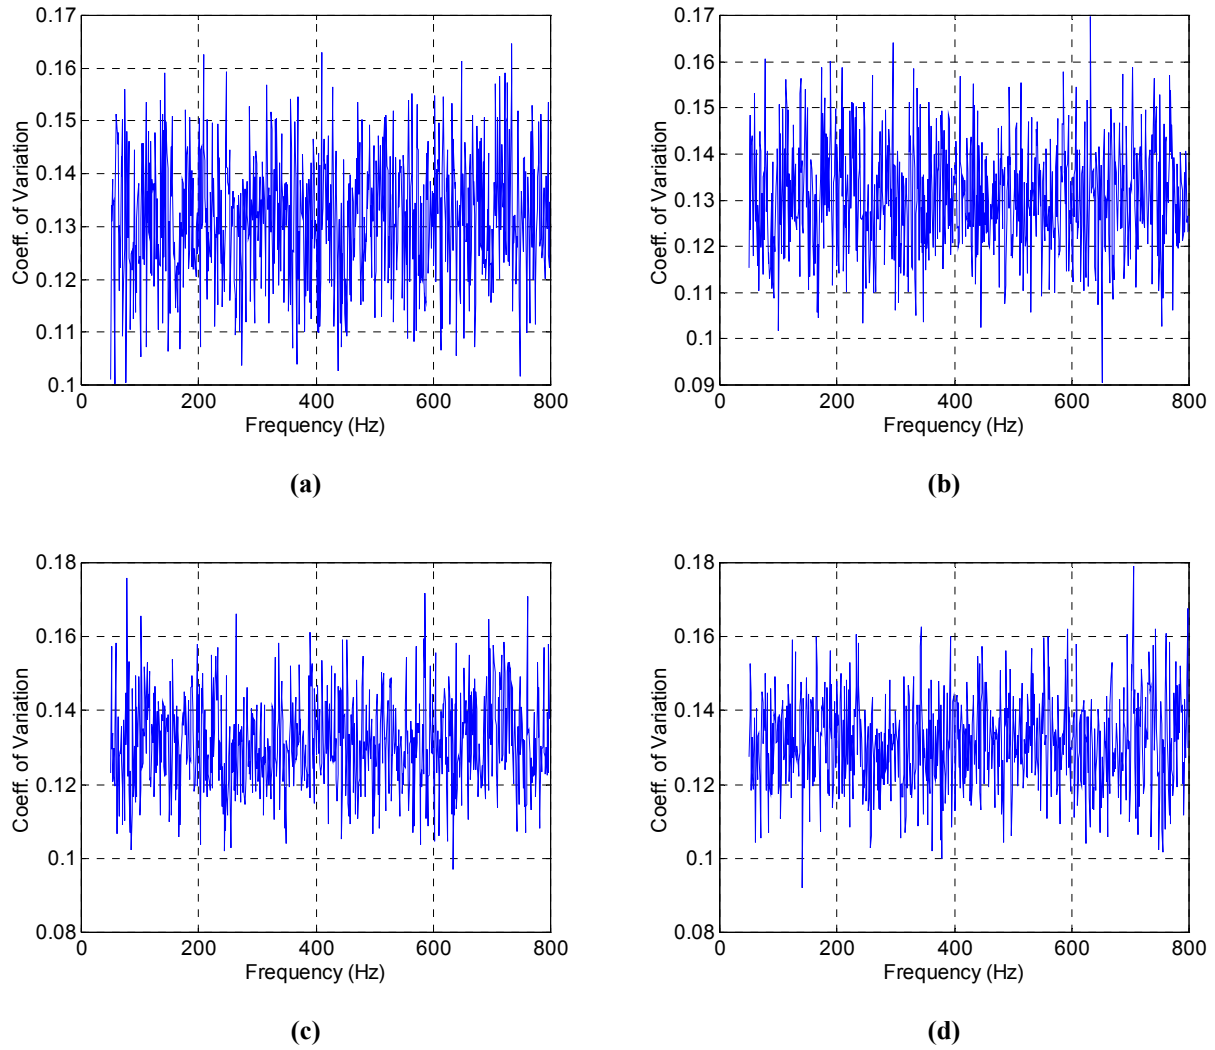 0.17
0.16
0.15
0.14
0.13
0.12
0.11
0.1
Coeff. of Variation
0 200 400 600 800
Frequency (Hz)
(a)
0.17
0.16
0.15
0.14
0.13
0.12
0.11
0.1
0.09
Coeff. of Variation
0 200 400 600 800
Frequency (Hz)
(b)
0.18
0.16
0.14
0.12
0.1
0.08
Coeff. of Variation
0 200 400 600 800
Frequency (Hz)
(c)
0.18
0.16
0.14
0.12
0.1
0.08
Coeff. of Variation
0 200 400 600 800
Frequency (Hz)
(d)